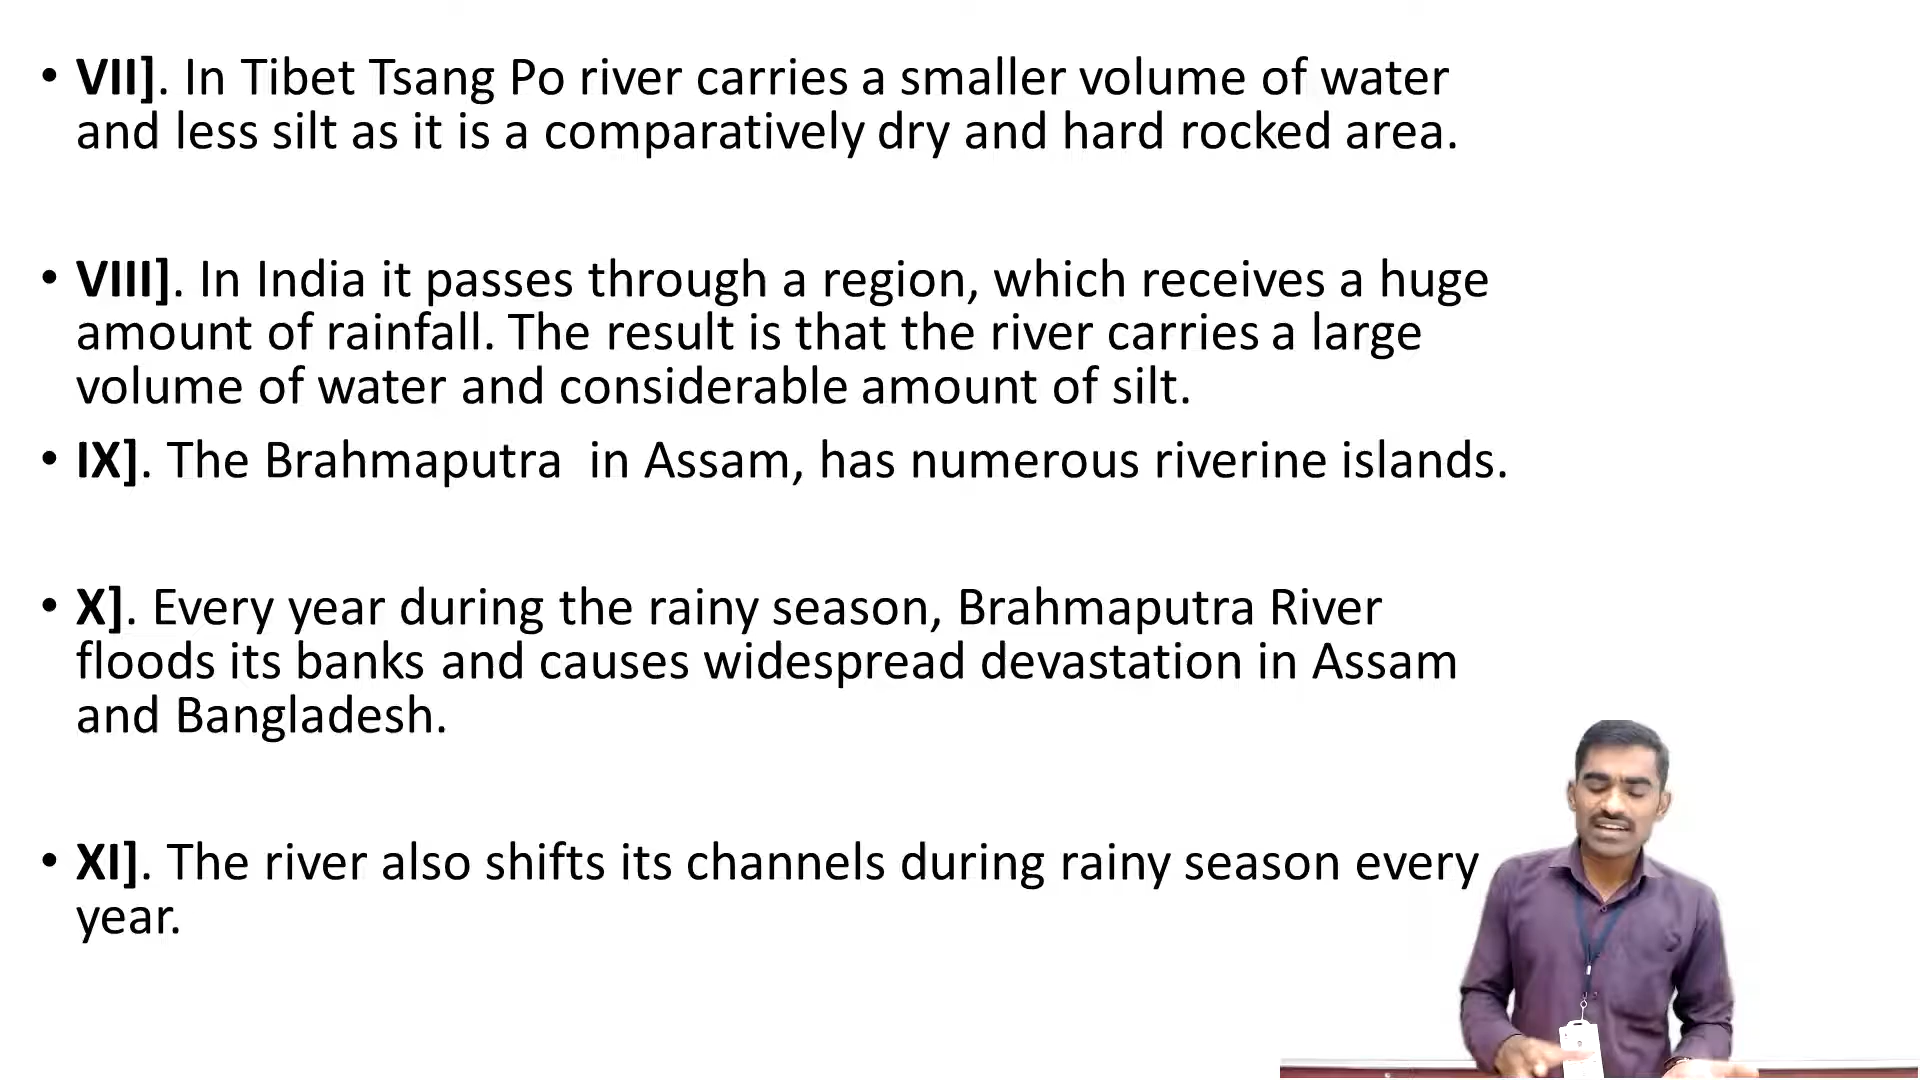 • VII]. In Tibet Tsang Po river carries a smaller volume of water
and less silt as it is a comparatively dry and hard rocked area.
• VIII]. In India it passes through a region, which receives a huge
amount of rainfall. The result is that the river carries a large
volume of water and considerable amount of silt.
• IX]. The Brahmaputra  in Assam, has numerous riverine islands.
• X]. Every year during the rainy season, Brahmaputra River
floods its banks and causes widespread devastation in Assam
and Bangladesh.
• XI]. The river also shifts its channels during rainy season every
year.